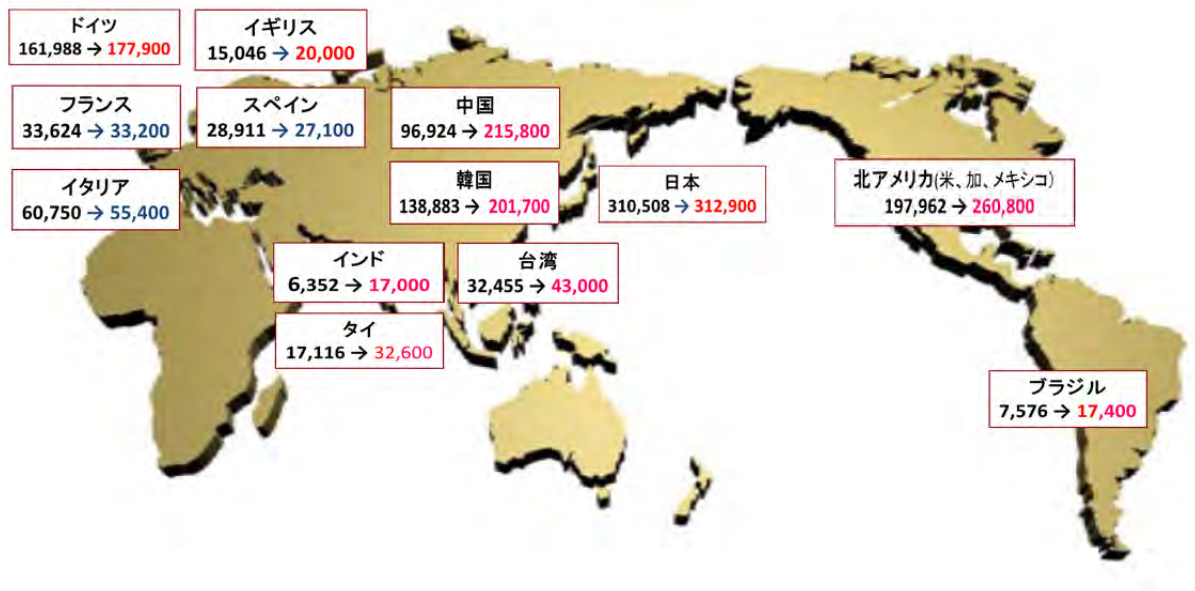 ドイツ
161,988 → 177,900
イギリス
15,046 → 20,000
フランス
33,624 → 33,200
スペイン
28,911 → 27,100
中国
96,924 → 215,800
イタリア
60,750 → 55,400
韓国
138,883 → 201,700
日本
310,508 → 312,900
北アメリカ(米、加、メキシコ)
197,962 → 260,800
インド
6,352 → 17,000
台湾
32,455 → 43,000
タイ
17,116 → 32,600
ブラジル
7,576 → 17,400